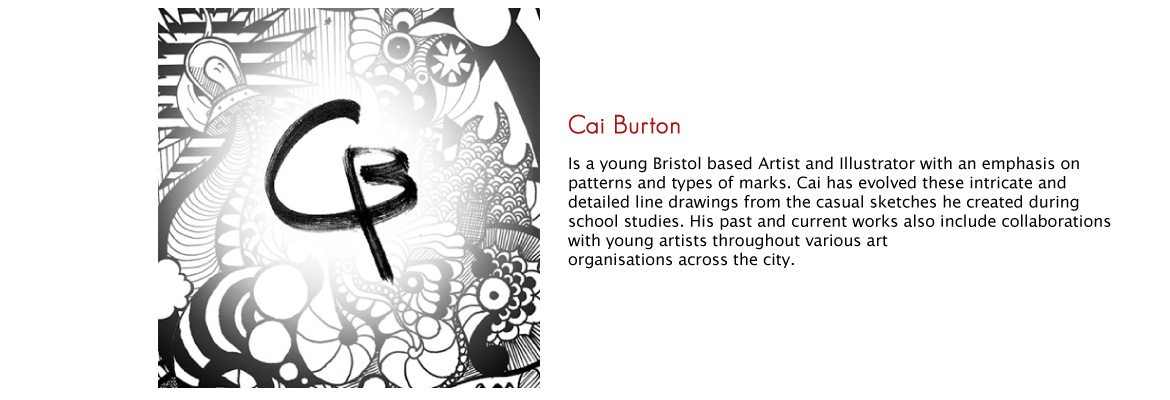 CB
Cai Burton
Is a young Bristol based Artist and Illustrator with an emphasis on
patterns and types of marks. Cai has evolved these intricate and
detailed line drawings from the casual sketches he created during
school studies. His past and current works also include collaborations
with young artists throughout various art
organisations across the city.